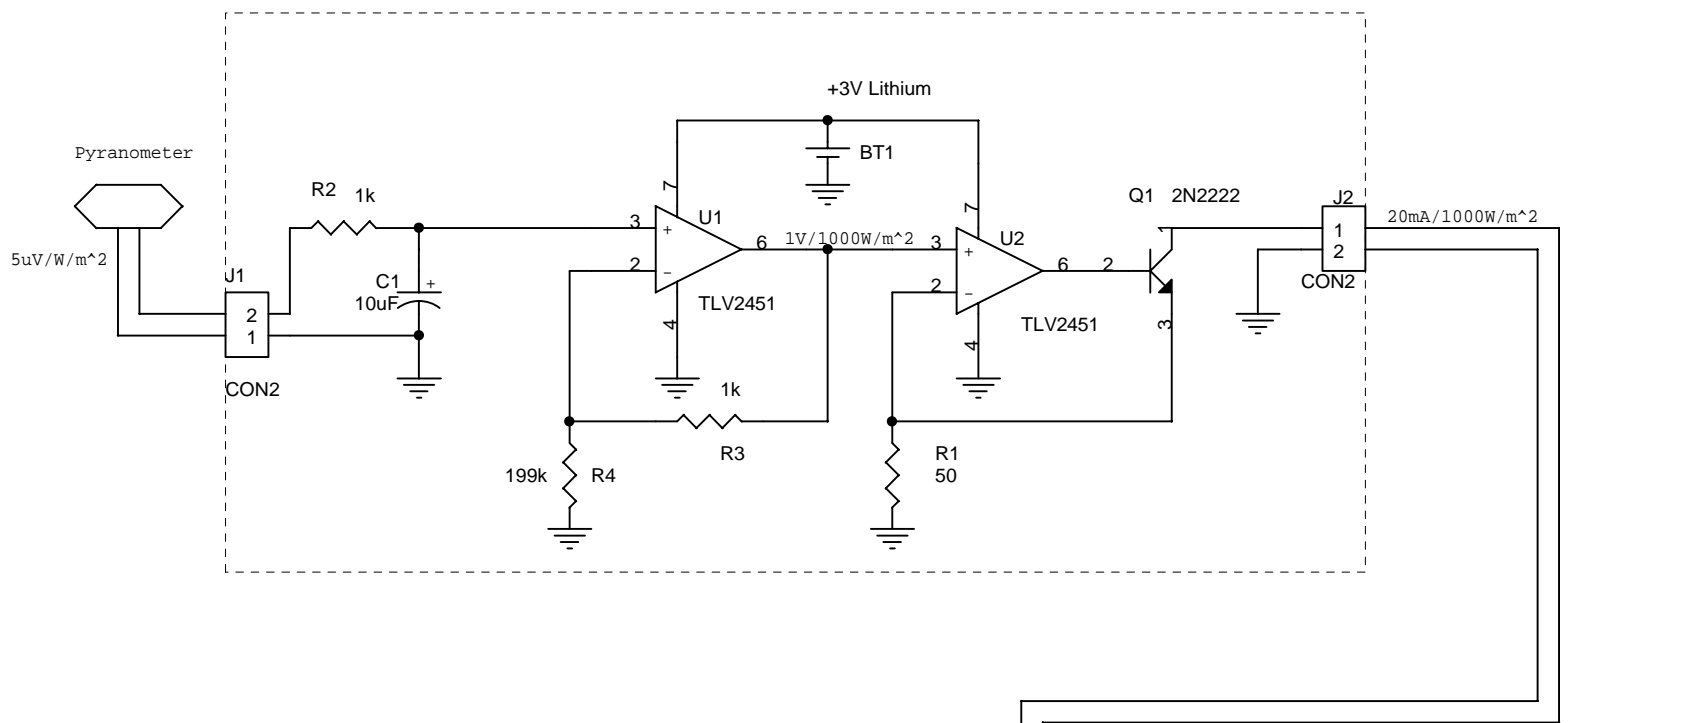 +3V Lithium
Pyranometer
BT1
R2 1k
7
U1
Q1 2N2222
J2
20mA/1000W/m^2
3
+
6
1V/1000W/m^2
3
7
U2
1
1
2
CON2
5uV/W/m^2
J1
2
−
+
6
2
C1
+
10uF
TLV2451
2
−
2
1
4
TLV2451
3
4
CON2
1k
R3
R1
199k
R4
50